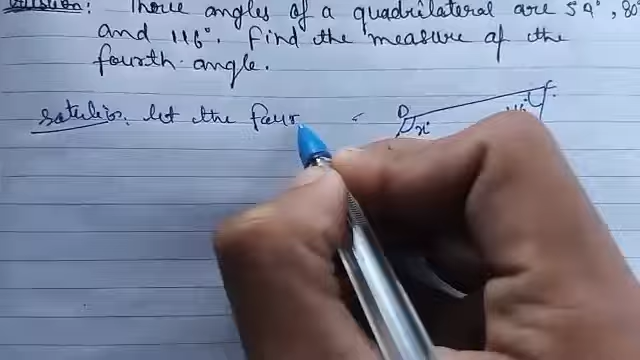 Question: Three angles of a quadrilateral are 54°, 80°
and 116°. Find the measure of the
fourth angle.
Solution: let the four
D
x°